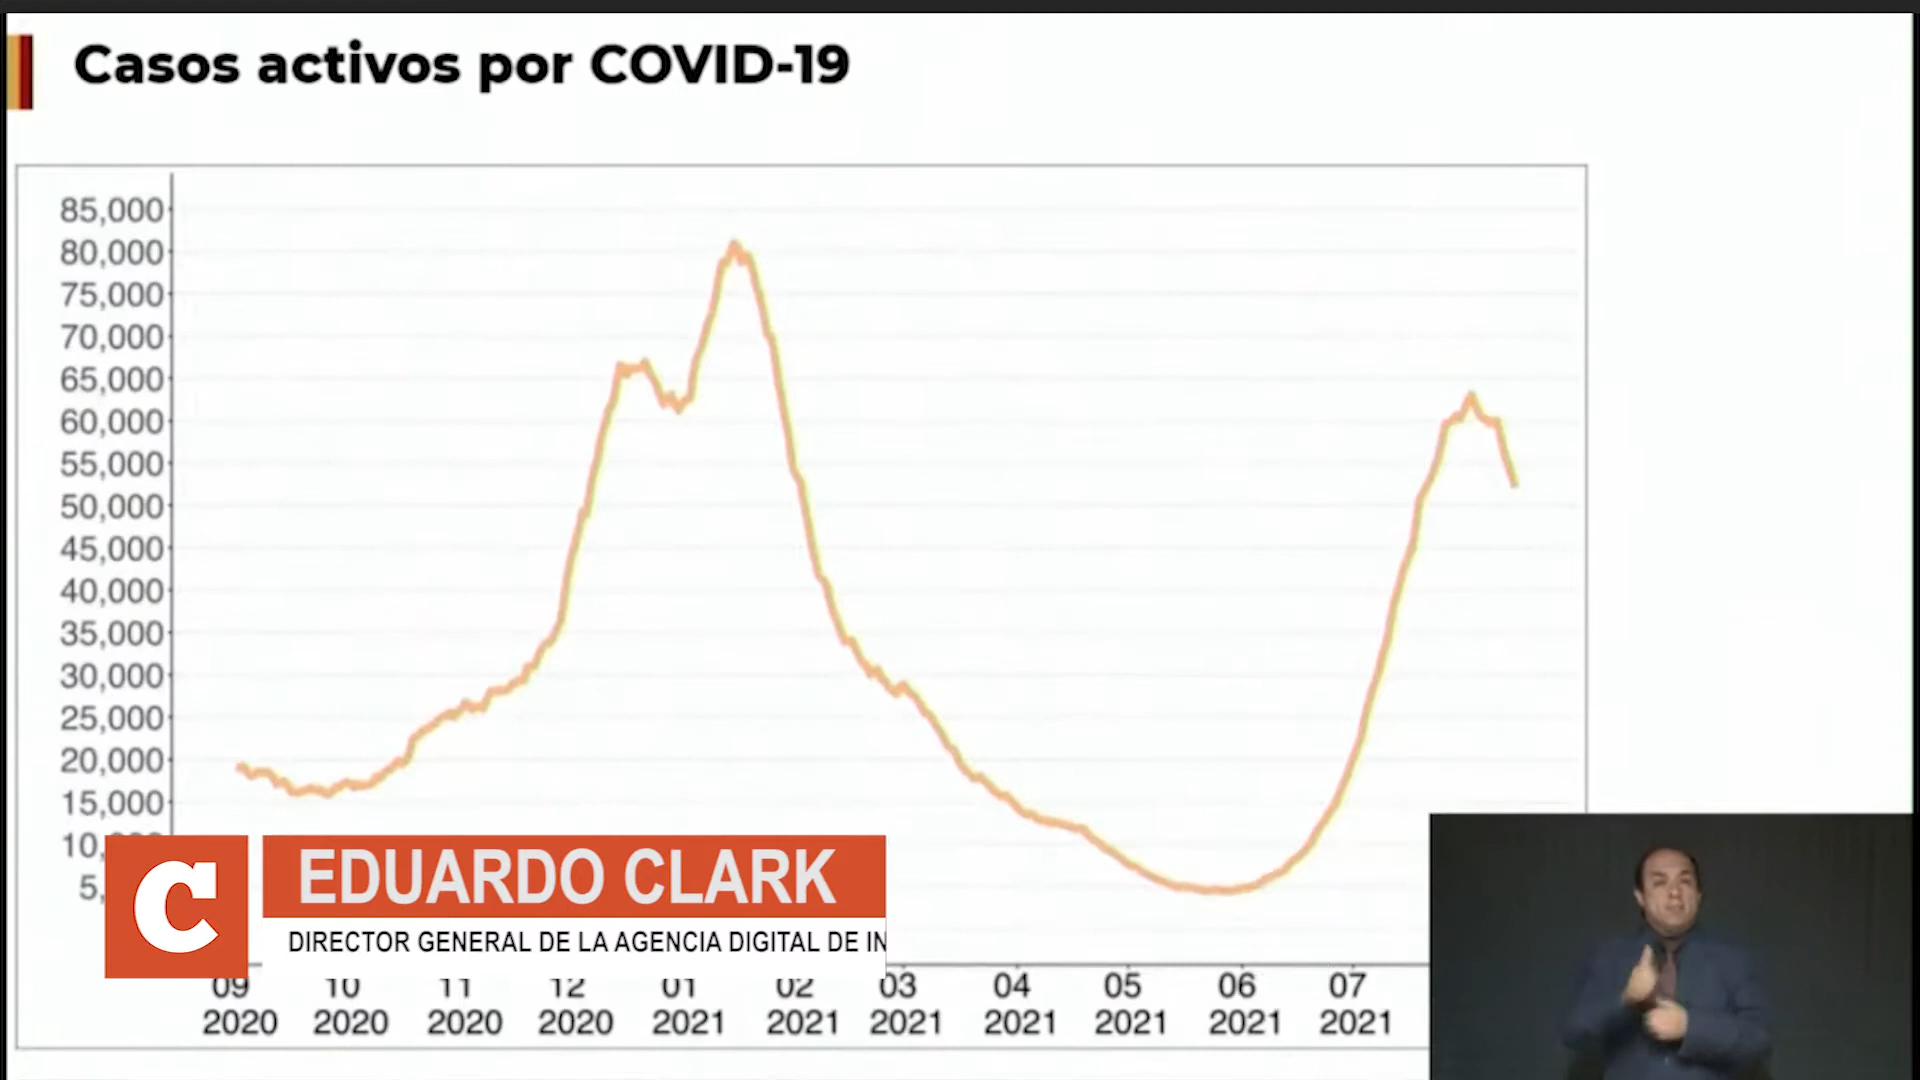 Casos activos por COVID-19
85,000
80,000
75,000
70,000
65,000
60,000
55,000
50,000
45,000
40,000
35,000
30,000
25,000
20,000
15,000
10,
5,
C
EDUARDO CLARK
DIRECTOR GENERAL DE LA AGENCIA DIGITAL DE IN
09 10 11 12 01 02 03 04 05 06 07
2020 2020 2020 2020 2021 2021 2021 2021 2021 2021 2021